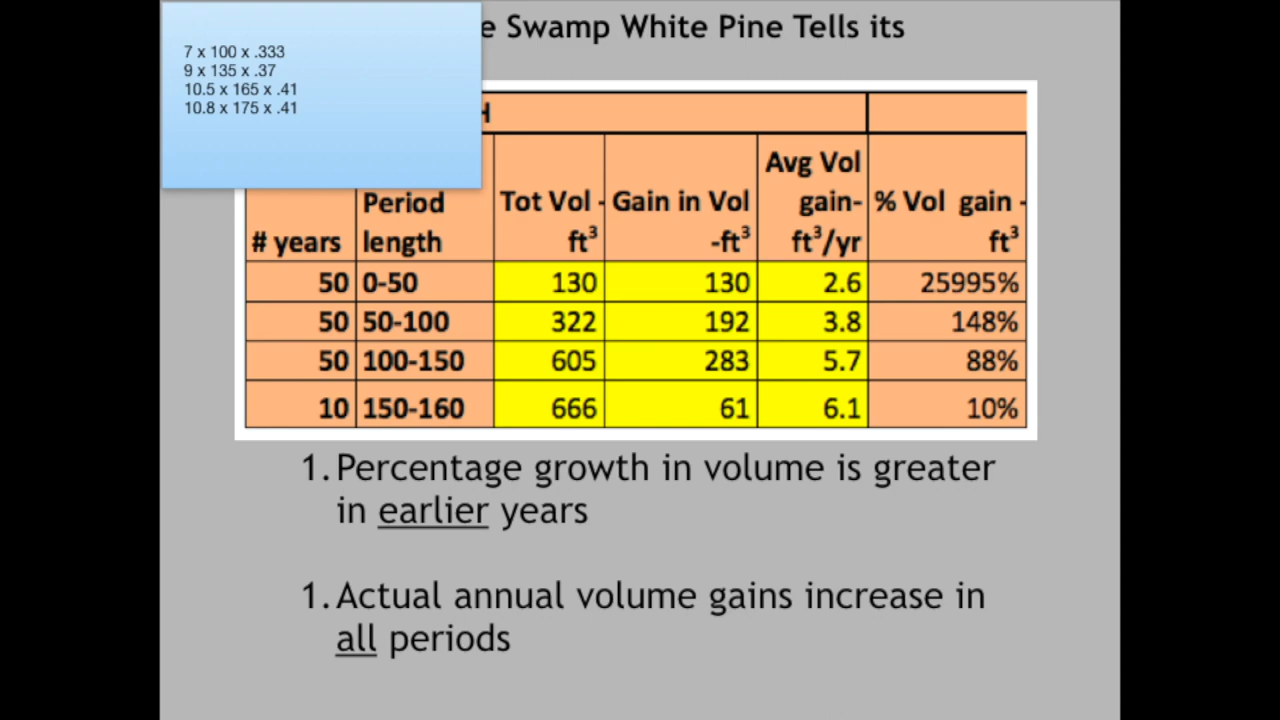 e Swamp White Pine Tells its
7 x 100 x .333
9 x 135 x .37
10.5 x 165 x .41
10.8 x 175 x .41
H
# years Period length Tot Vol - ft³ Gain in Vol -ft³ Avg Vol gain- ft³/yr % Vol gain - ft³
50 0-50 130 130 2.6 25995%
50 50-100 322 192 3.8 148%
50 100-150 605 283 5.7 88%
10 150-160 666 61 6.1 10%
1. Percentage growth in volume is greater
in earlier years
1. Actual annual volume gains increase in
all periods